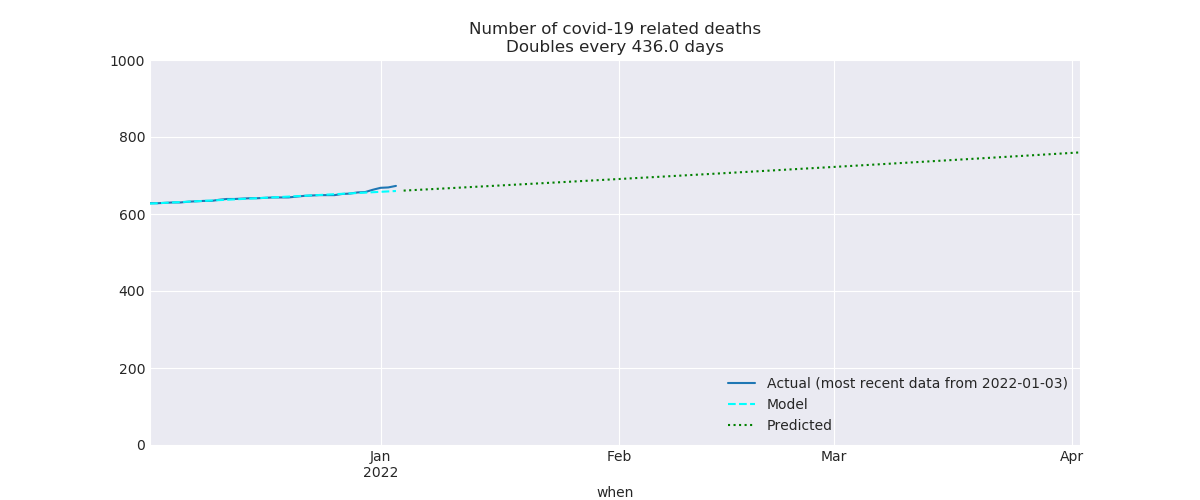 Number of covid-19 related deaths
Doubles every 436.0 days
1000
800
600
400
200
0
Actual (most recent data from 2022-01-03)
Model
Predicted
Jan
2022
Feb
Mar
Apr
when